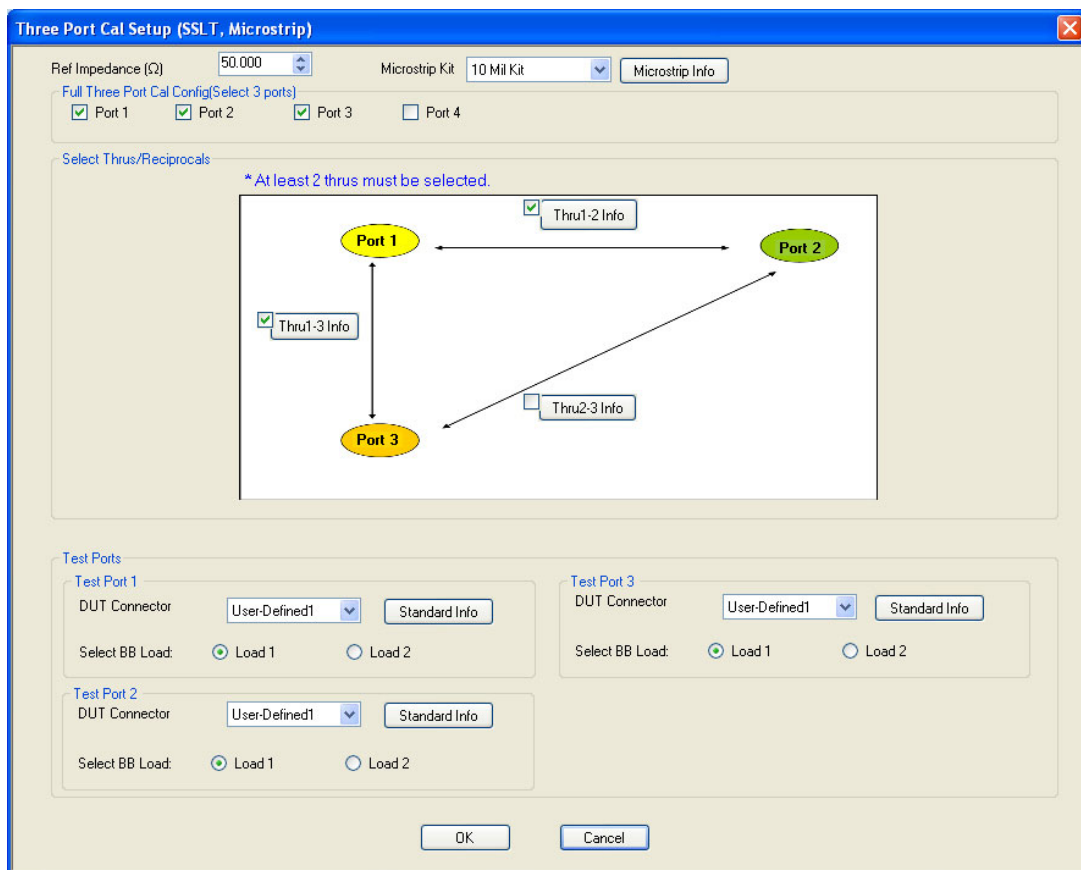 Three Port Cal Setup (SSLT, Microstrip)
Ref Impedance (Ω) 50.000 Microstrip Kit 10 Mil Kit Microstrip Info
Full Three Port Cal Config(Select 3 ports)
Port 1 Port 2 Port 3 Port 4
Select Thrus/Reciprocals
* At least 2 thrus must be selected.
Thru1-2 Info
Port 1 Port 2
Thru1-3 Info
Thru2-3 Info
Port 3
Test Ports
Test Port 1
DUT Connector User-Defined1 Standard Info
Select BB Load: Load 1 Load 2
Test Port 3
DUT Connector User-Defined1 Standard Info
Select BB Load: Load 1 Load 2
Test Port 2
DUT Connector User-Defined1 Standard Info
Select BB Load: Load 1 Load 2
OK Cancel